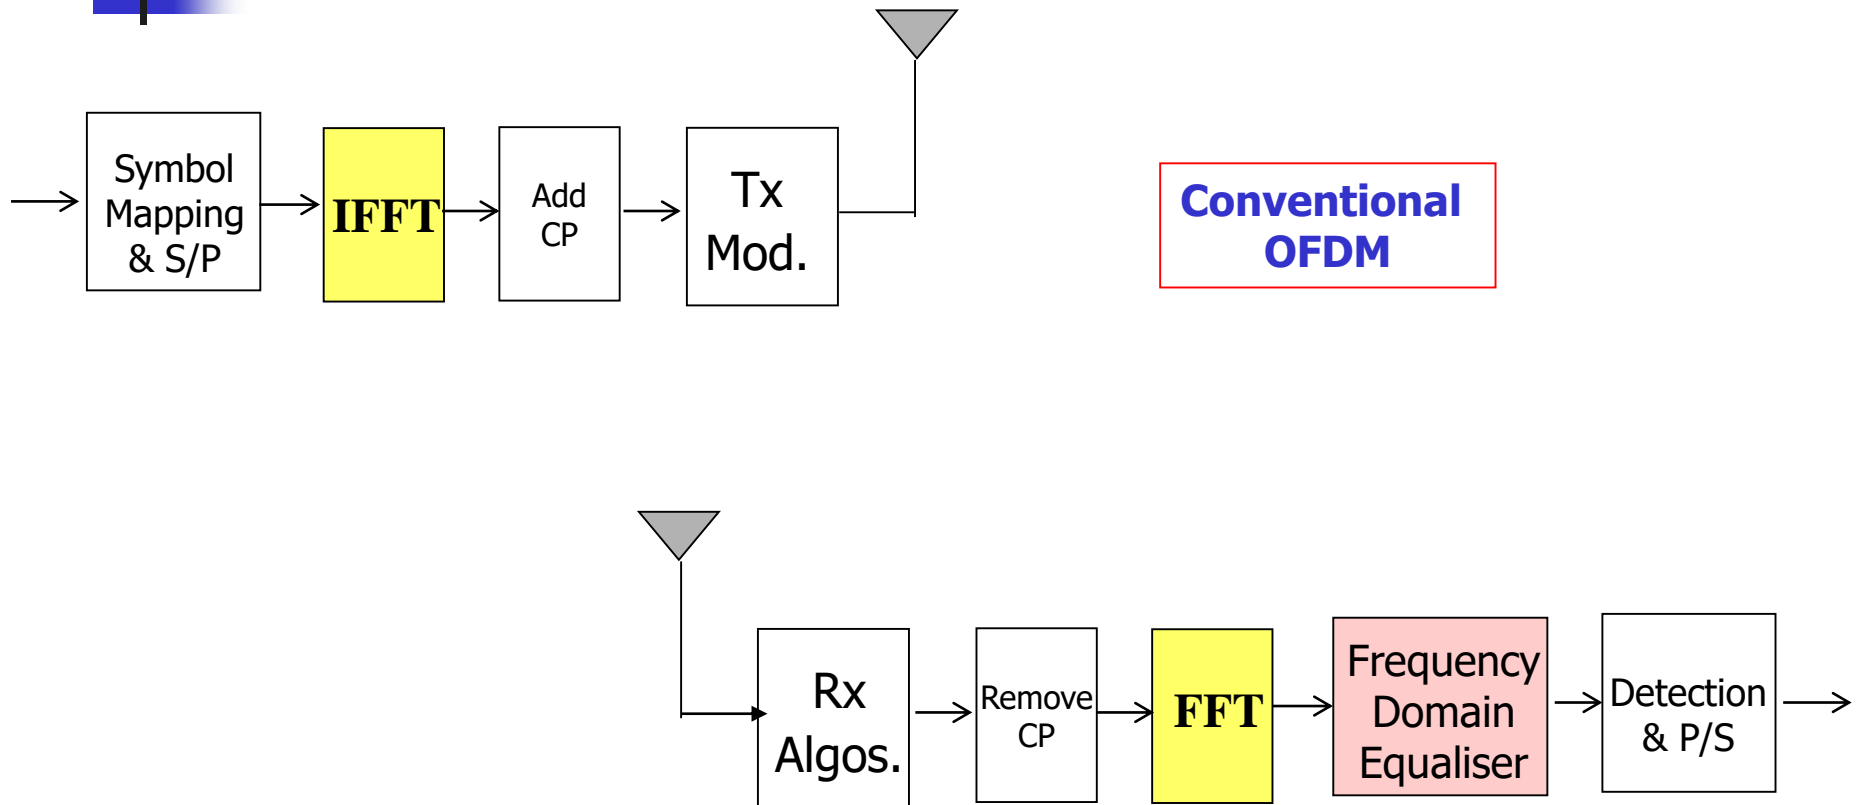 Symbol
Mapping
& S/P
IFFT
Add
CP
Tx
Mod.
Conventional
OFDM
Rx
Algos.
Remove
CP
FFT
Frequency
Domain
Equaliser
Detection
& P/S